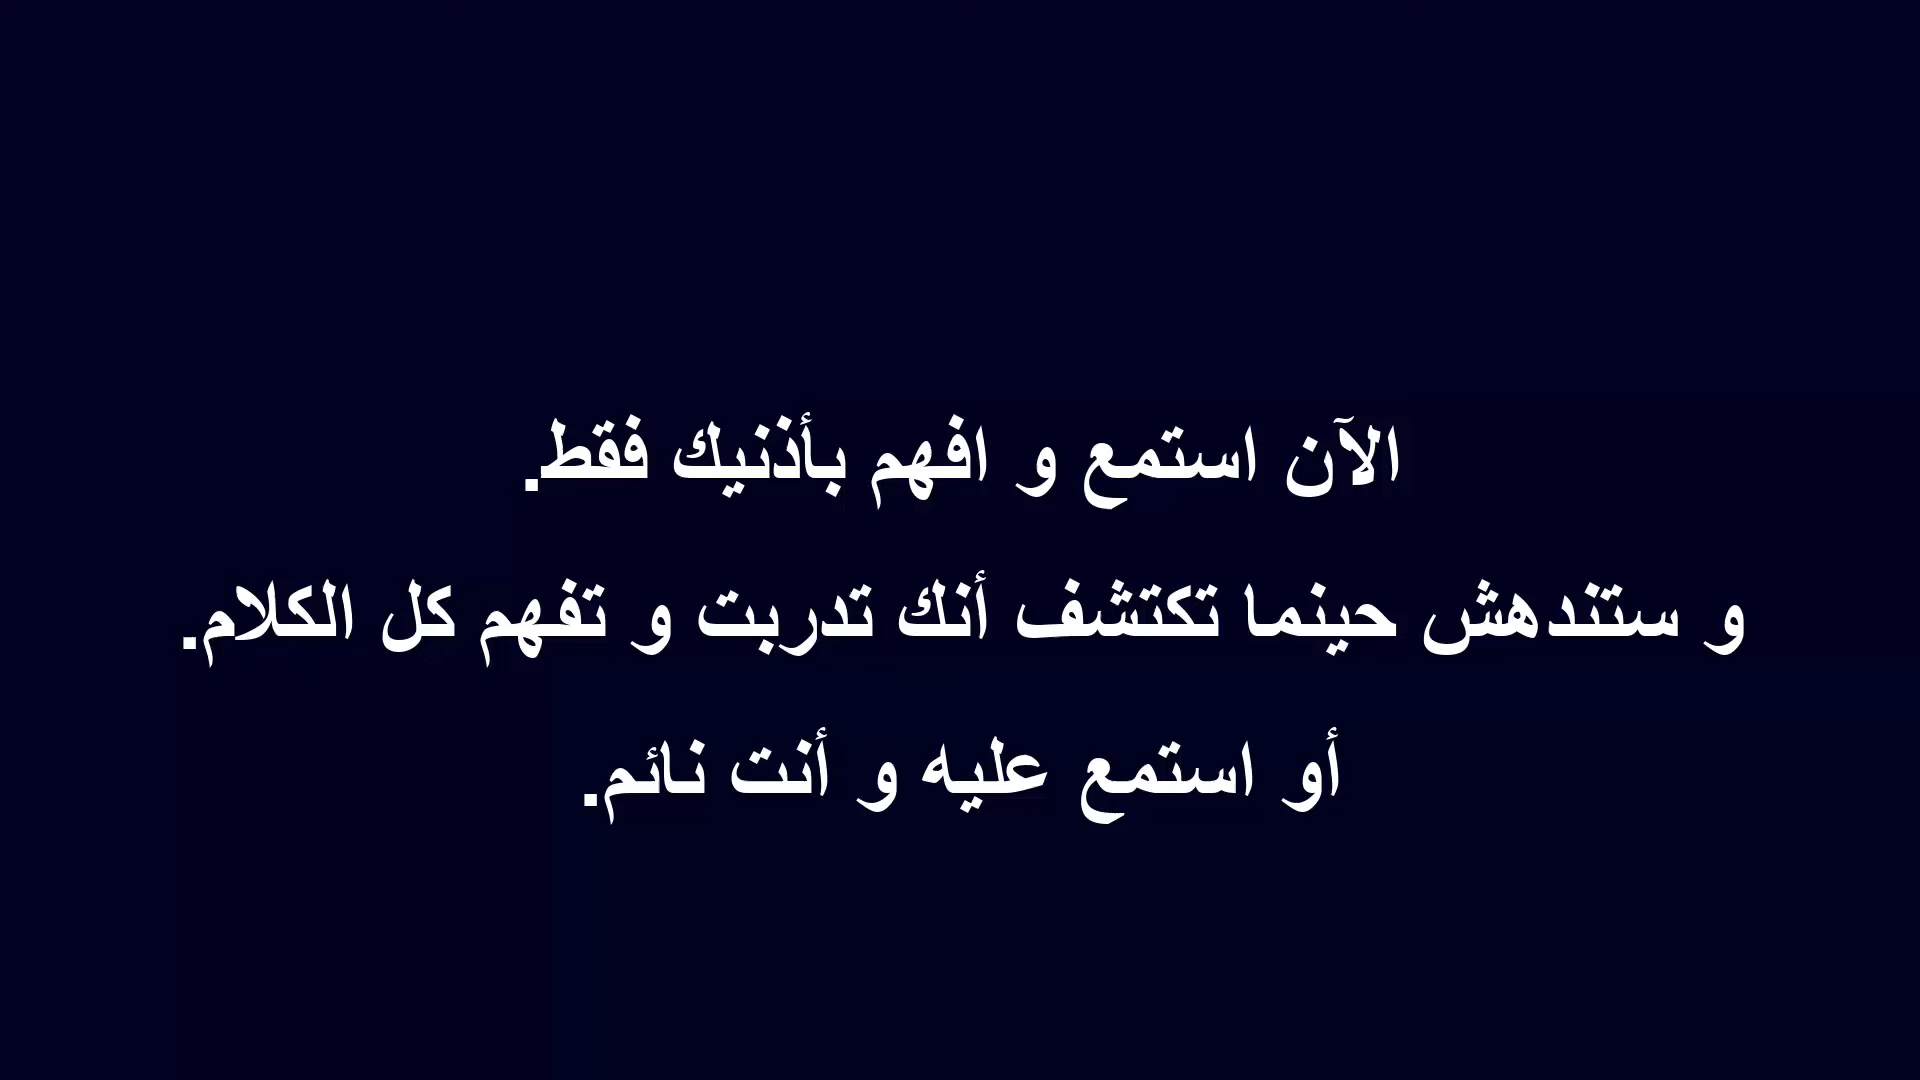 الآن استمع و افهم بأذنيك فقط.
و ستندهش حينما تكتشف أنك تدربت و تفهم كل الكلام.
أو استمع عليه و أنت نائم.